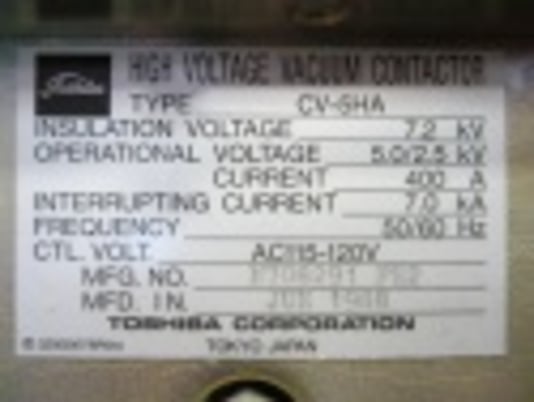 Toshiba
HIGH VOLTAGE VACUUM CONTACTOR
TYPE CV-6HA
INSULATION VOLTAGE 7.2 kV
OPERATIONAL VOLTAGE 5.0/2.5 kV
CURRENT 400 A
INTERRUPTING CURRENT 7.0 kA
FREQUENCY 50/60 Hz
CTL. VOLT. AC115-120V
MFG. NO.
MFD. IN.
TOSHIBA CORPORATION
TOKYO JAPAN